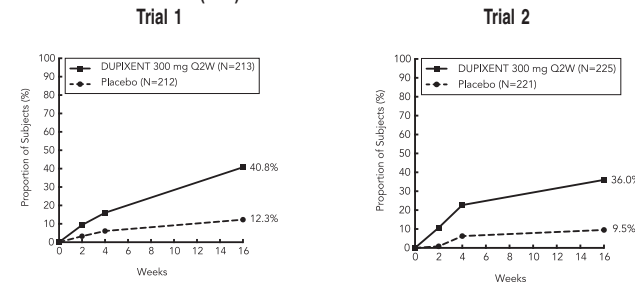 Trial 1
100
90
80
70
60
50
40
30
20
10
0
Proportion of Subjects (%)
DUPIXENT 300 mg Q2W (N=213)
Placebo (N=212)
40.8%
12.3%
0 2 4 6 8 10 12 14 16
Weeks
Trial 2
100
90
80
70
60
50
40
30
20
10
0
Proportion of Subjects (%)
DUPIXENT 300 mg Q2W (N=225)
Placebo (N=221)
36.0%
9.5%
0 2 4 6 8 10 12 14 16
Weeks